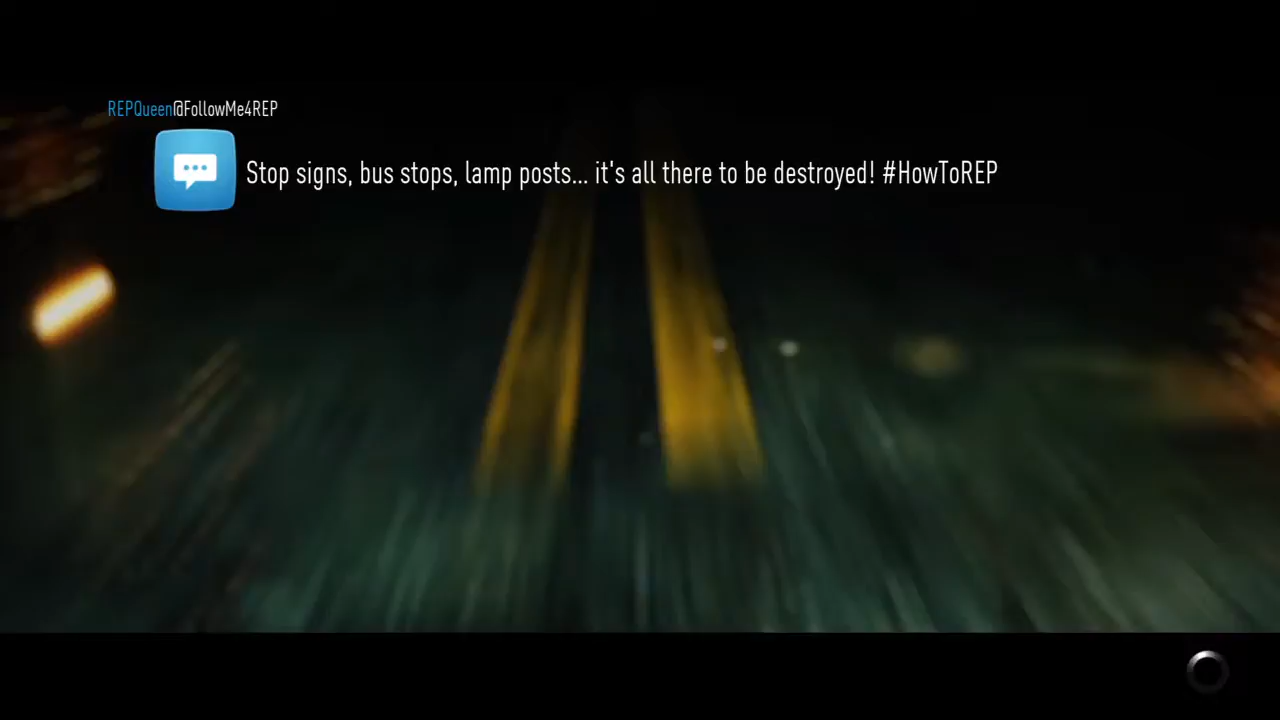 REPQueen@FollowMe4REP
Stop signs, bus stops, lamp posts... it's all there to be destroyed! #HowToREP